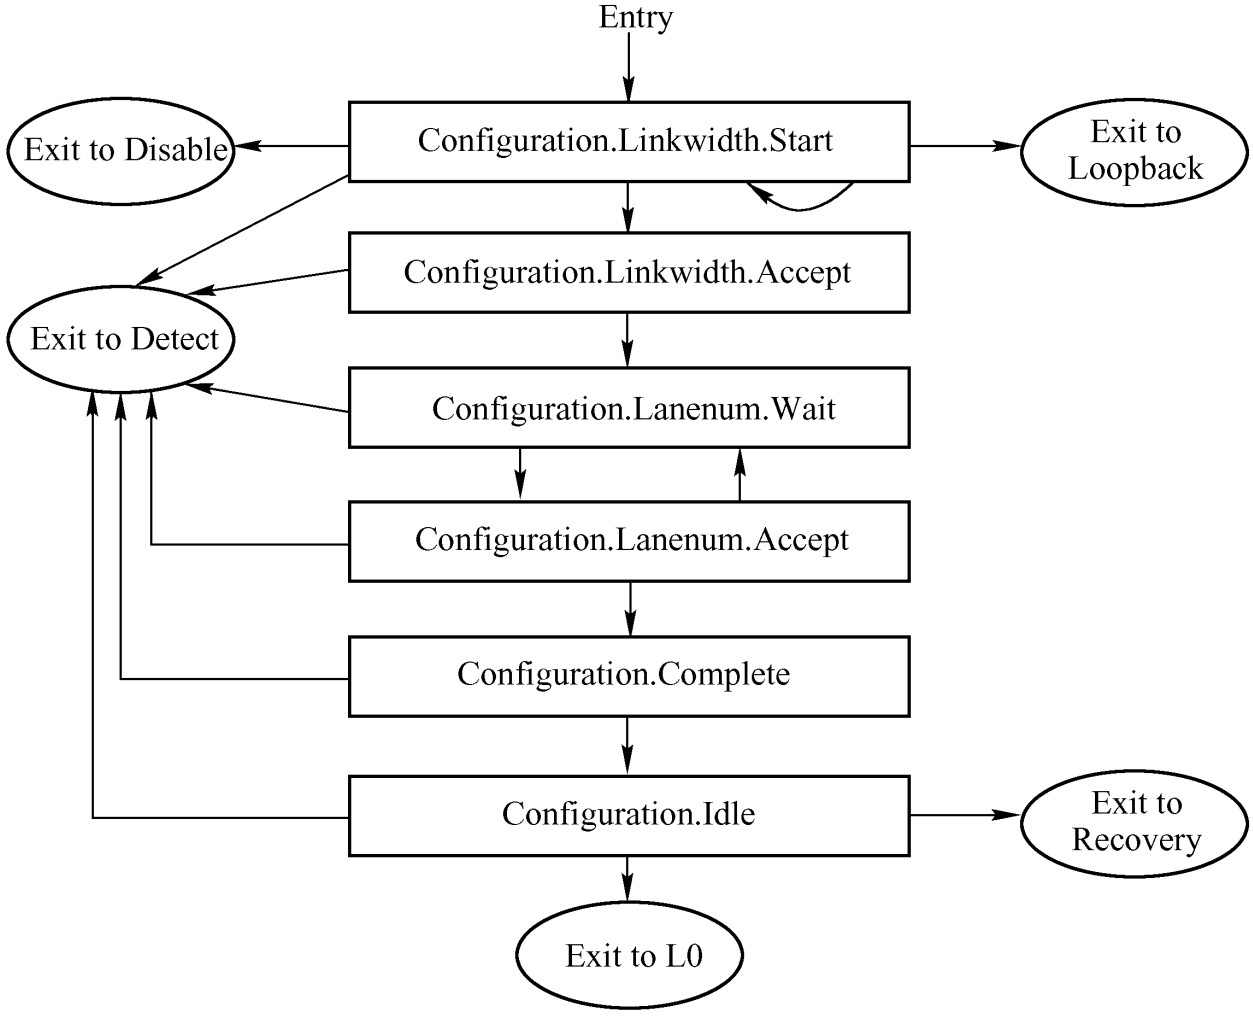 Entry
Exit to Disable
Configuration.Linkwidth.Start
Exit to
Loopback
Configuration.Linkwidth.Accept
Exit to Detect
Configuration.Lanenum.Wait
Configuration.Lanenum.Accept
Configuration.Complete
Configuration.Idle
Exit to
Recovery
Exit to L0